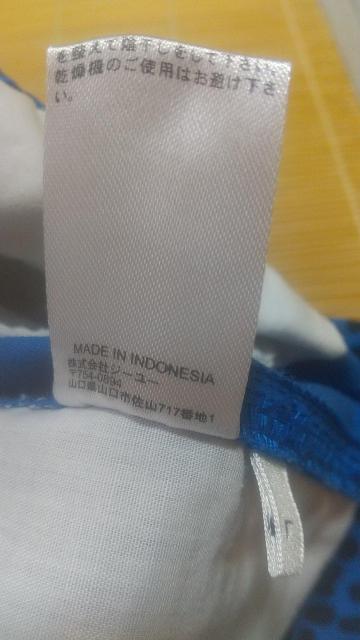 を整えて陰干しをして下さい。
乾燥機のご使用はお避け下さ
い。
MADE IN INDONESIA
株式会社ジーユー
〒754-0894
山口県山口市佐山717番地1
L